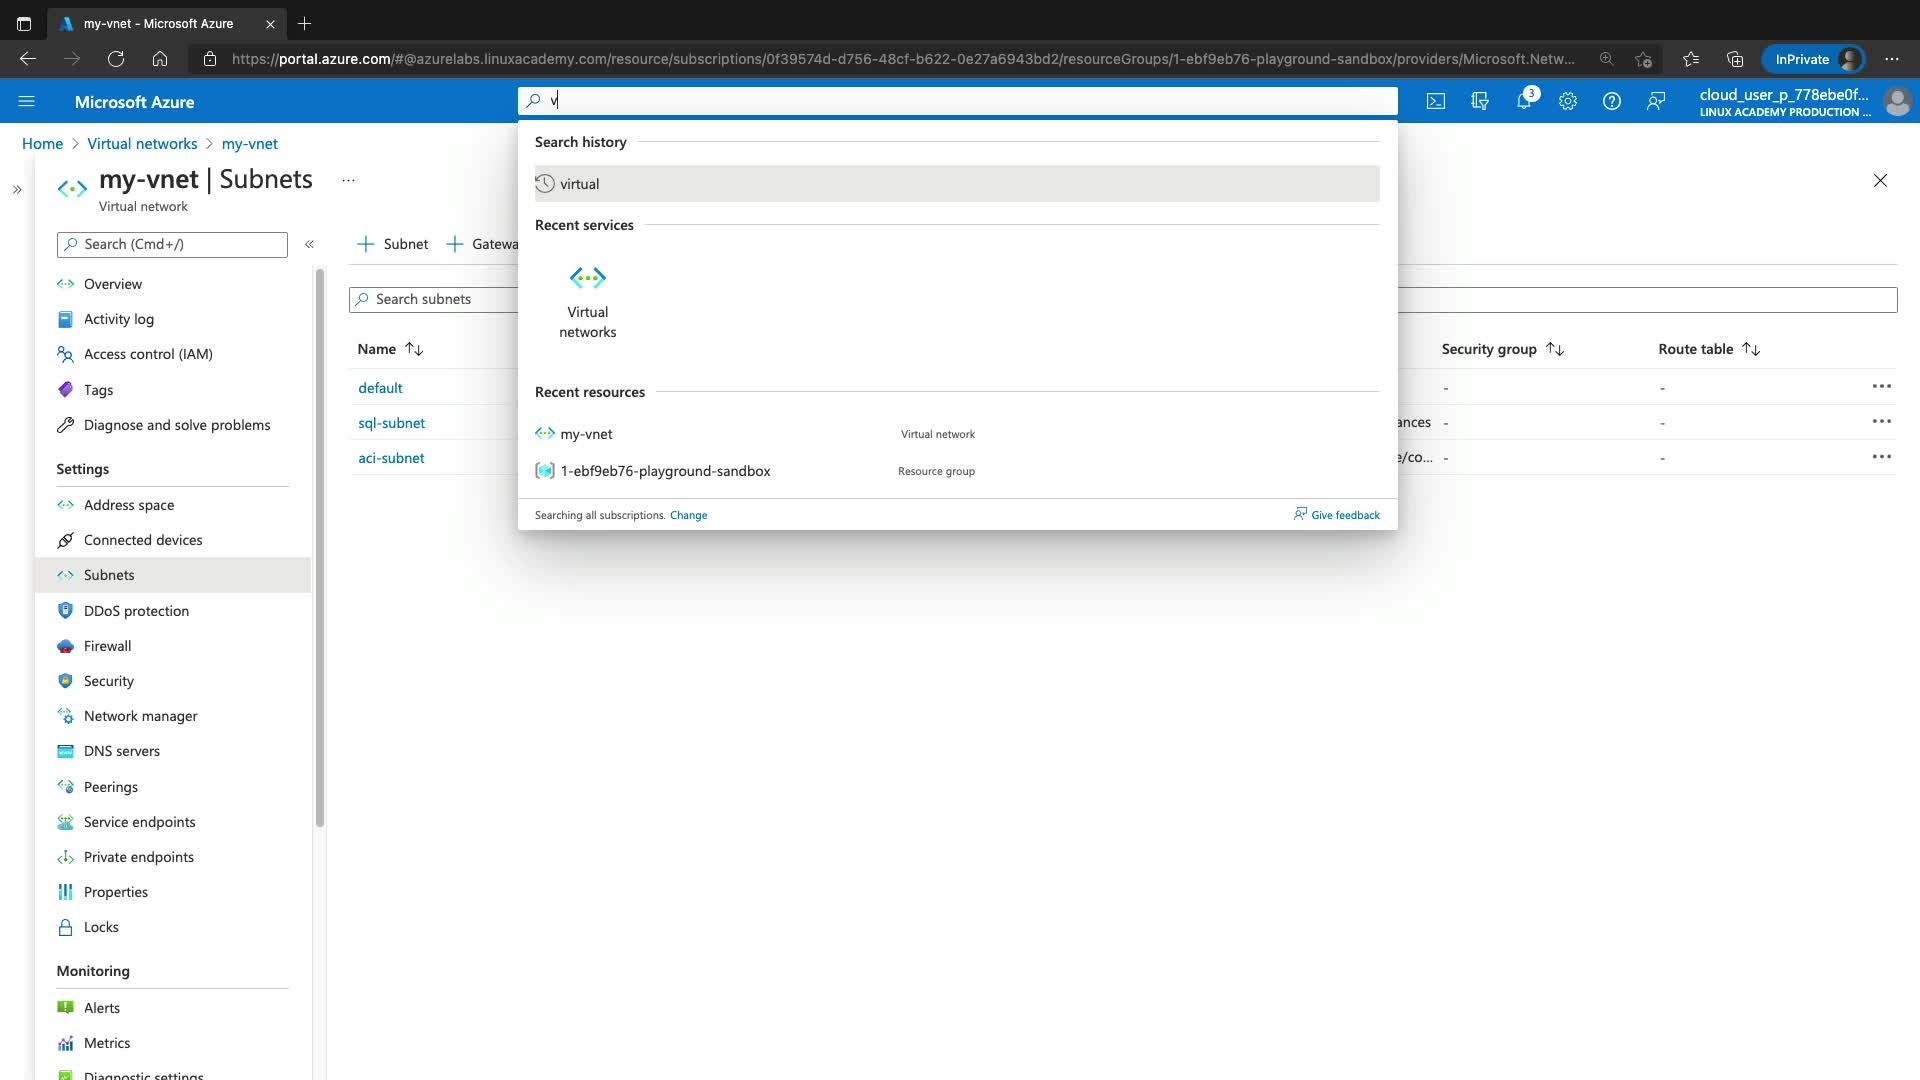 my-vnet - Microsoft Azure
https://portal.azure.com/#@azurelabs.linuxacademy.com/resource/subscriptions/0f39574d-d756-48cf-b622-0e27a6943bd2/resourceGroups/1-ebf9eb76-playground-sandbox/providers/Microsoft.Netw...
InPrivate
Microsoft Azure
v
3
cloud_user_p_778ebe0f...
LINUX ACADEMY PRODUCTION ...
Home > Virtual networks > my-vnet
my-vnet | Subnets ...
Virtual network
Search (Cmd+/)
«
Overview
Activity log
Access control (IAM)
Tags
Diagnose and solve problems
Settings
Address space
Connected devices
Subnets
DDoS protection
Firewall
Security
Network manager
DNS servers
Peerings
Service endpoints
Private endpoints
Properties
Locks
Monitoring
Alerts
Metrics
Diagnostic settings
+ Subnet + Gatewa
Search subnets
Name
default
sql-subnet
aci-subnet
Search history
virtual
Recent services
Virtual
networks
Recent resources
my-vnet Virtual network
1-ebf9eb76-playground-sandbox Resource group
Searching all subscriptions. Change
Give feedback
Security group Route table
- -
ances - -
e/co... - -